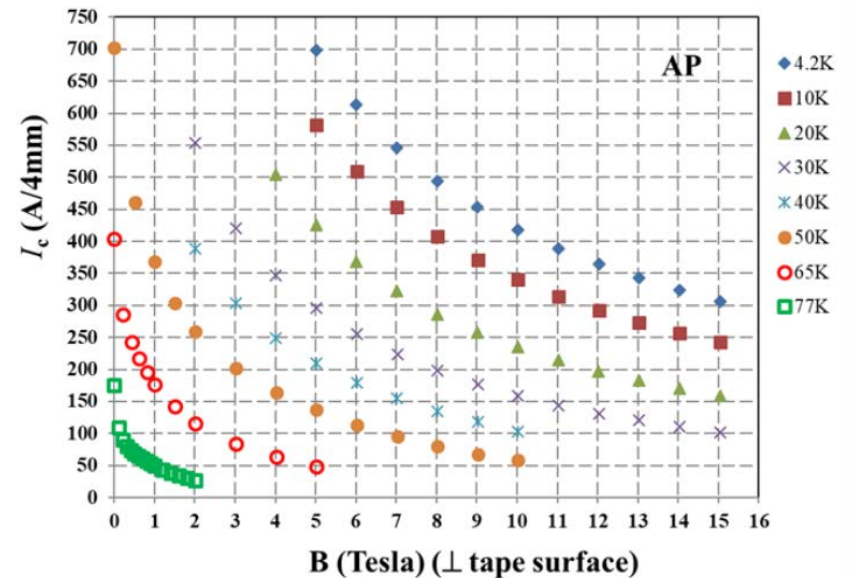 750
700
650
600
550
500
450
400
350
300
250
200
150
100
50
0
I_c (A/4mm)
AP
4.2K
10K
20K
30K
40K
50K
65K
77K
0 1 2 3 4 5 6 7 8 9 10 11 12 13 14 15 16
B (Tesla) (⊥ tape surface)